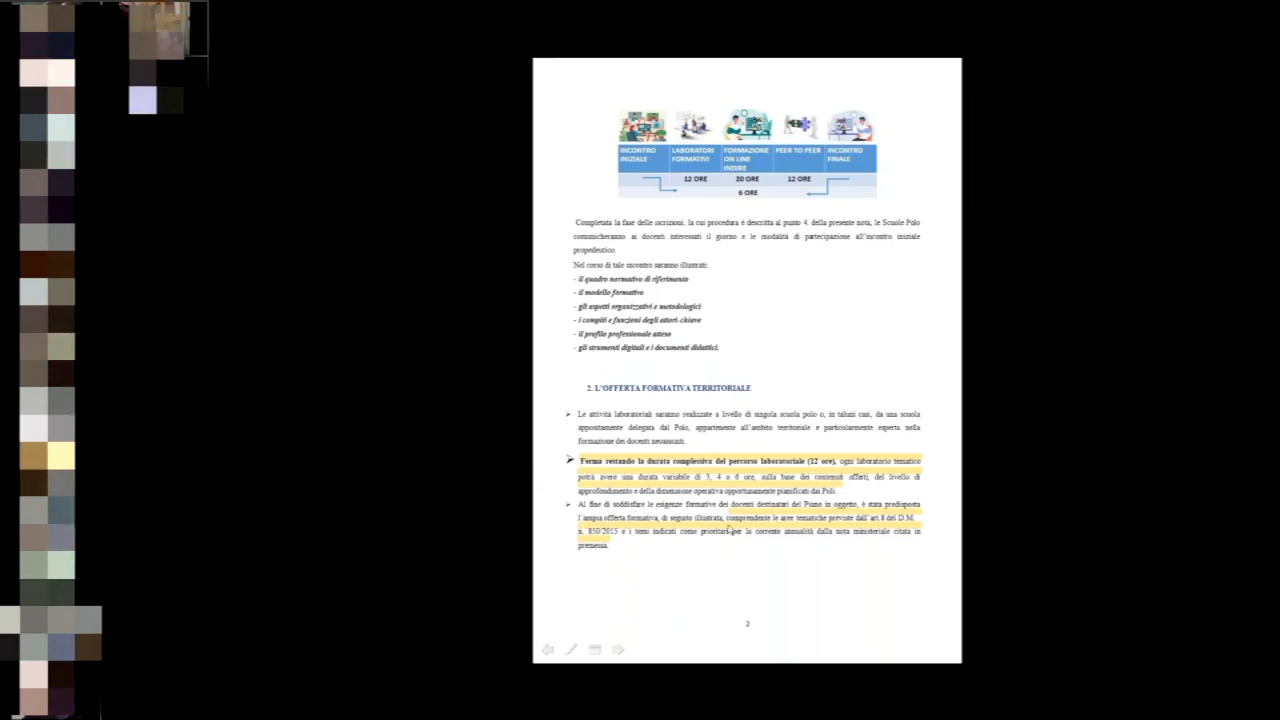 INCONTRO INIZIALE
LABORATORI FORMATIVI
FORMAZIONE ON LINE INDIRE
PEER TO PEER
INCONTRO FINALE
12 ORE 20 ORE 12 ORE
6 ORE
Completata la fase delle iscrizioni, la cui procedura è descritta al punto 4. della presente nota, le Scuole Polo
comunicheranno ai docenti interessati il giorno e le modalità di partecipazione all'incontro iniziale
propedeutico.
Nel corso di tale incontro saranno illustrati:
- il quadro normativo di riferimento
- il modello formativo
- gli aspetti organizzativi e metodologici
- i compiti e funzioni degli attori-chiave
- il profilo professionale atteso
- gli strumenti digitali e i documenti didattici.
2. L'OFFERTA FORMATIVA TERRITORIALE
➢ Le attività laboratoriali saranno realizzate a livello di singola scuola polo o, in taluni casi, da una scuola
appositamente delegata dal Polo, appartenente all'ambito territoriale e particolarmente esperta nella
formazione dei docenti neoassunti.
➢ Ferma restando la durata complessiva del percorso laboratoriale (12 ore), ogni laboratorio tematico
potrà avere una durata variabile di 3, 4 o 6 ore, sulla base dei contenuti offerti, del livello di
approfondimento e della dimensione operativa opportunamente pianificati dai Poli.
➢ Al fine di soddisfare le esigenze formative dei docenti destinatari del Piano in oggetto, è stata predisposta
l'ampia offerta formativa, di seguito illustrata, comprendente le aree tematiche previste dall'art.8 del D.M.
n. 850/2015 e i temi indicati come prioritari per la corrente annualità dalla nota ministeriale citata in
premessa.
2